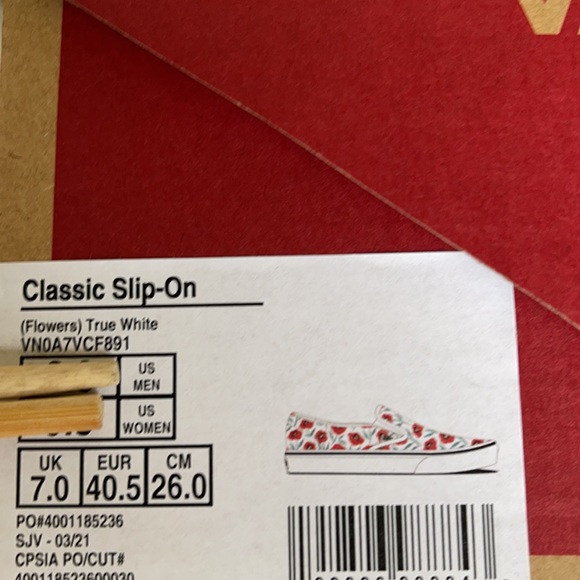 Classic Slip-On
(Flowers) True White
VN0A7VCF891
US
MEN
US
WOMEN
UK EUR CM
7.0 40.5 26.0
PO#4001185236
SJV - 03/21
CPSIA PO/CUT#